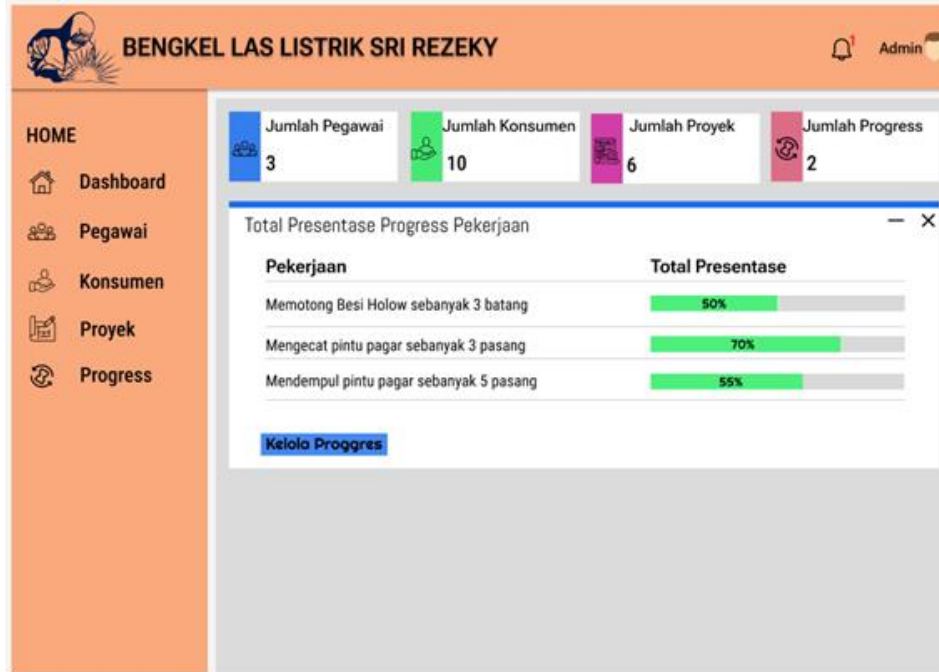 BENGKEL LAS LISTRIK SRI REZEKY
1
Admin
HOME
Dashboard
Pegawai
Konsumen
Proyek
Progress
Jumlah Pegawai
3
Jumlah Konsumen
10
Jumlah Proyek
6
Jumlah Progress
2
Total Presentase Progress Pekerjaan
Pekerjaan Total Presentase
Memotong Besi Holow sebanyak 3 batang 50%
Mengecat pintu pagar sebanyak 3 pasang 70%
Mendempul pintu pagar sebanyak 5 pasang 55%
Kelola Proggres